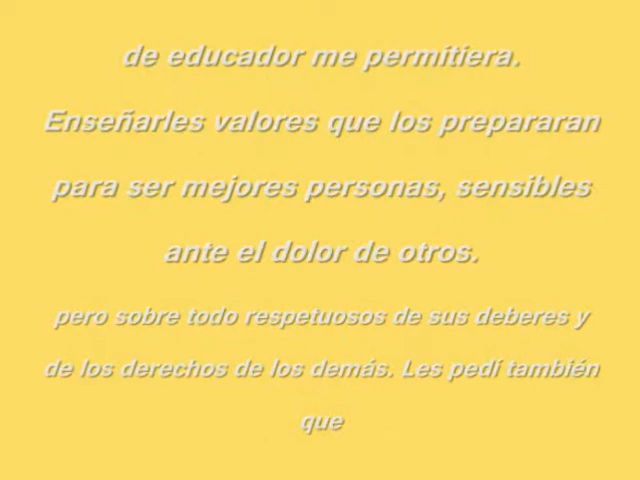 de educador me permitiera.
Enseñarles valores que los prepararan
para ser mejores personas, sensibles
ante el dolor de otros.
pero sobre todo respetuosos de sus deberes y
de los derechos de los demás. Les pedí también
que